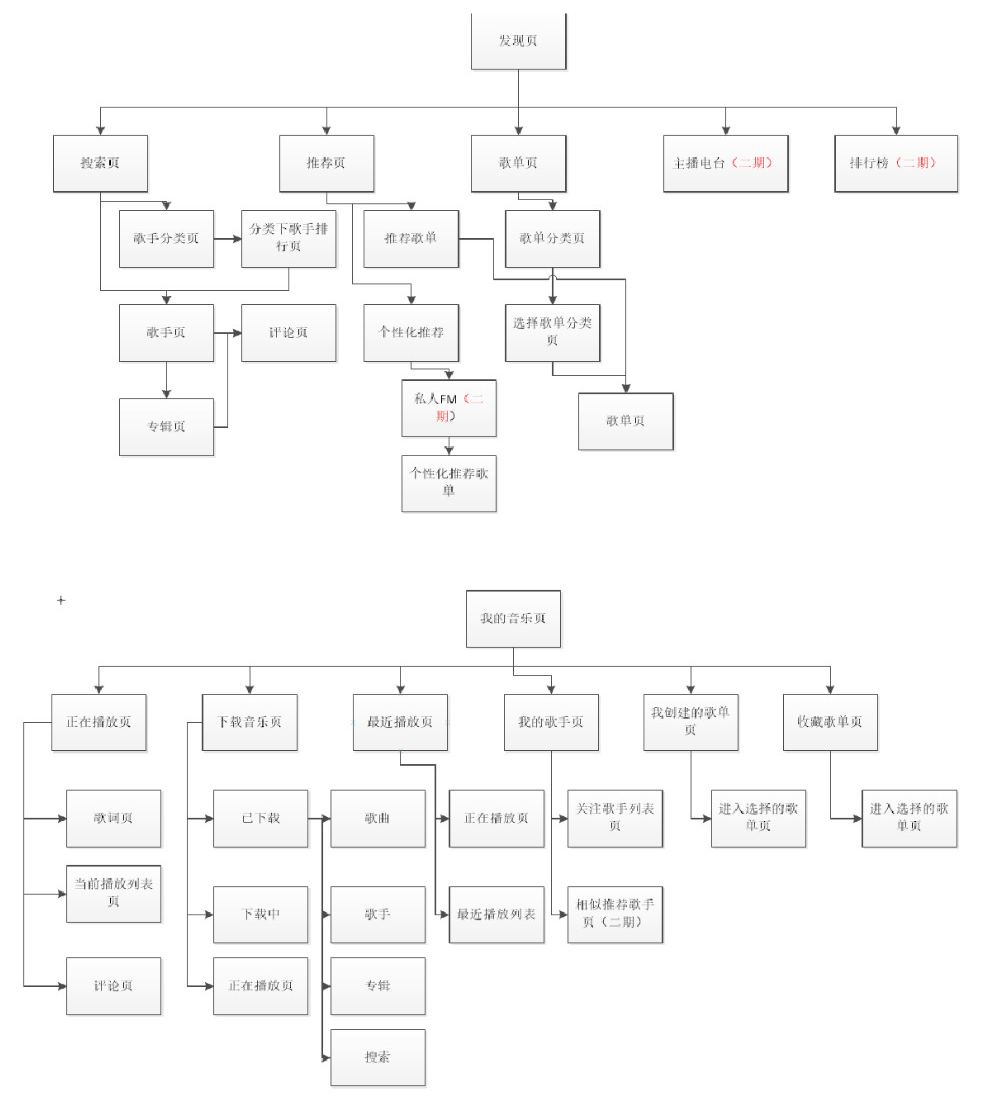 发现页
搜索页
推荐页
歌单页
主播电台（二期）
排行榜（二期）
歌手分类页
分类下歌手排
行页
推荐歌单
歌单分类页
歌手页
评论页
个性化推荐
选择歌单分类
页
私人FM（二
期）
专辑页
歌单页
个性化推荐歌
单
我的音乐页
正在播放页
下载音乐页
最近播放页
我的歌手页
我创建的歌单
页
收藏歌单页
歌词页
已下载
歌曲
正在播放页
关注歌手列表
页
进入选择的歌
单页
进入选择的歌
单页
当前播放列表
页
下载中
歌手
最近播放列表
相似推荐歌手
页（二期）
评论页
正在播放页
专辑
搜索